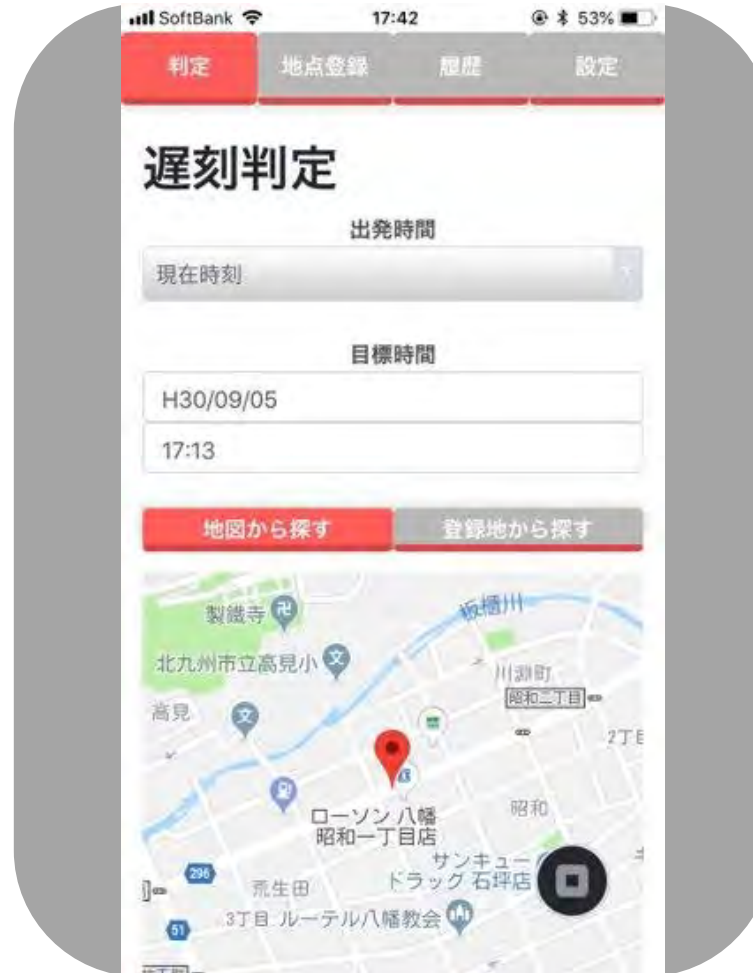 SoftBank 17:42 53%
判定 地点登録 履歴 設定
遅刻判定
出発時間
現在時刻
目標時間
H30/09/05
17:13
地図から探す 登録地から探す
製鐵寺
板櫃川
北九州市立高見小
川淵町
昭和二丁目
高見
2丁目
ローソン 八幡
昭和一丁目店
昭和
サンキュー
ドラッグ 石坪店
296
荒生田
3丁目 ルーテル八幡教会
51